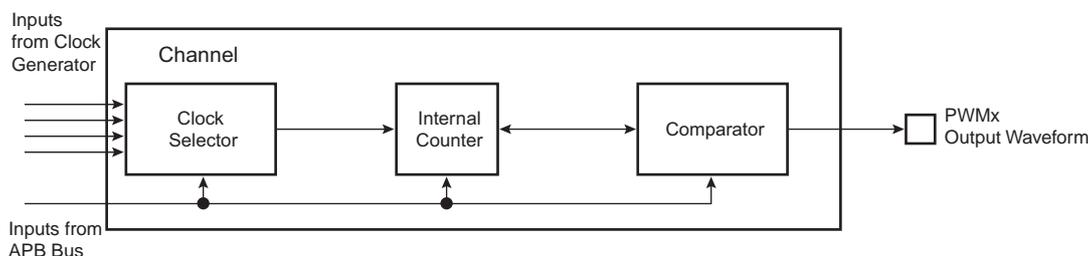 Inputs
from Clock
Generator
Channel
Clock
Selector
Internal
Counter
Comparator
PWMx
Output Waveform
Inputs from
APB Bus